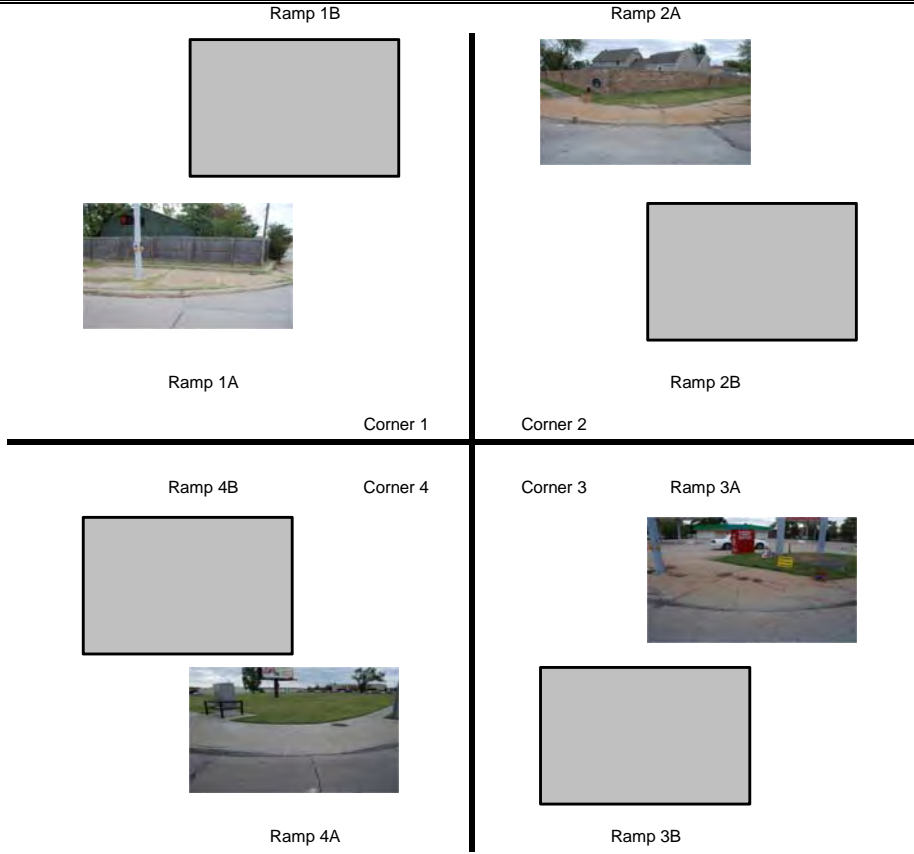 Ramp 1B
Ramp 2A
Ramp 1A
Ramp 2B
Corner 1
Corner 2
Ramp 4B
Corner 4
Corner 3
Ramp 3A
Ramp 4A
Ramp 3B